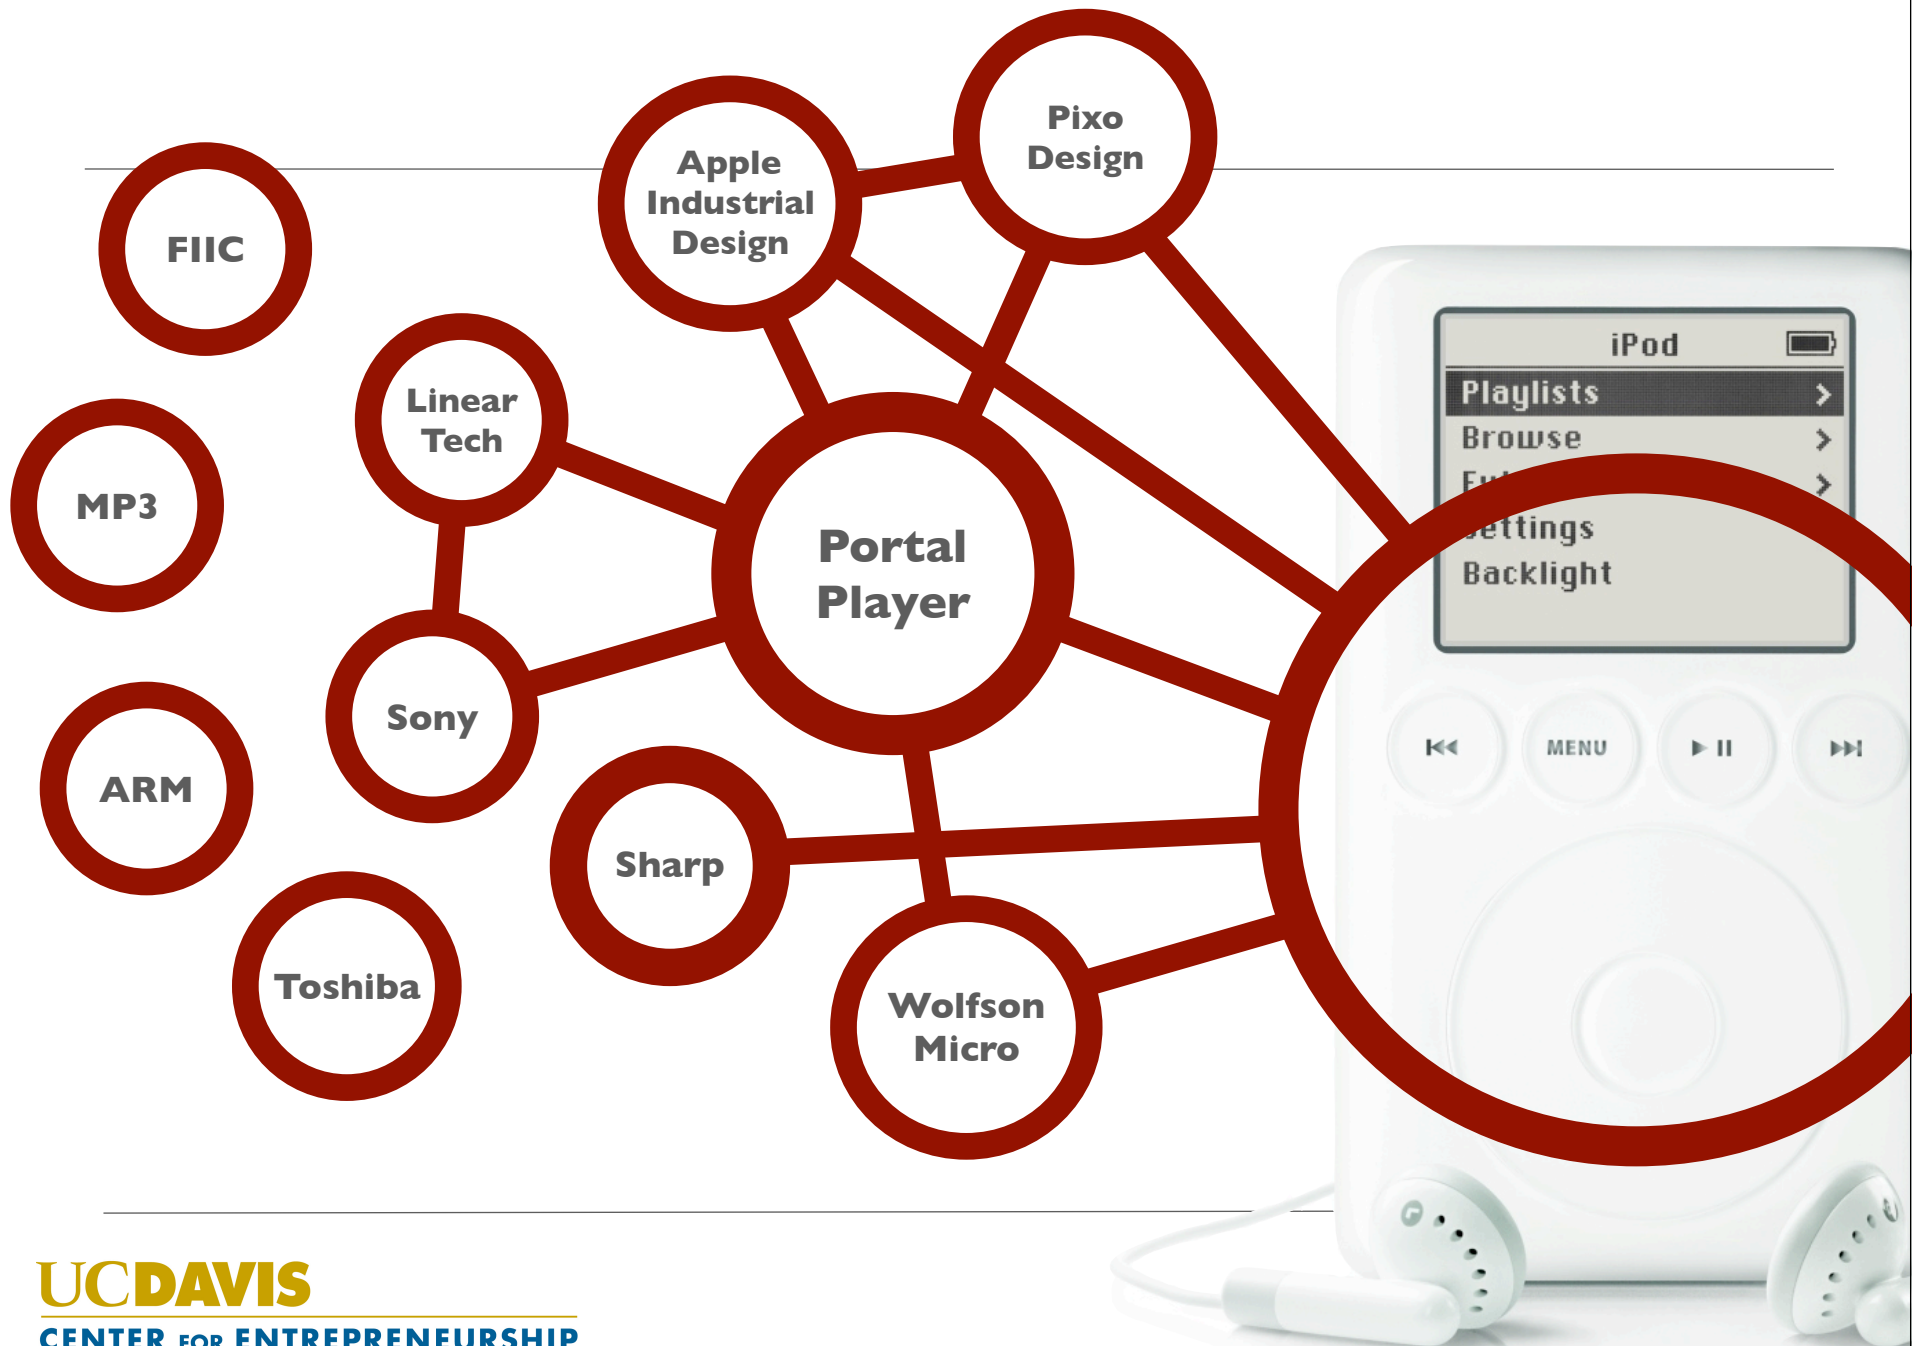 Pixo
Design
Apple
Industrial
Design
FIIC
Linear
Tech
MP3
Portal
Player
Sony
ARM
Sharp
Toshiba
Wolfson
Micro
iPod
Playlists
Browse
Settings
Backlight
MENU
UCDAVIS
CENTER FOR ENTREPRENEURSHIP